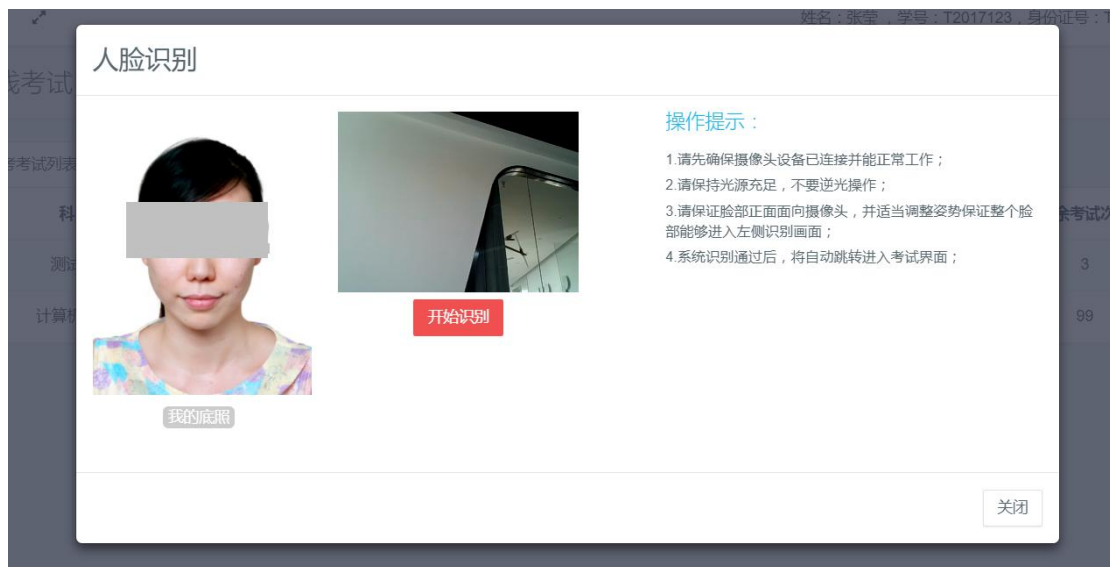 姓名：张莹 ，学号：T2017123，身份证号：T
人脸识别
线考试
考试列表
操作提示：
1.请先确保摄像头设备已连接并能正常工作；
2.请保持光源充足，不要逆光操作；
3.请保证脸部正面面向摄像头，并适当调整姿势保证整个脸
部能够进入左侧识别画面；
4.系统识别通过后，将自动跳转进入考试界面；
科
余考试次
测试
3
计算机
99
开始识别
我的底照
关闭